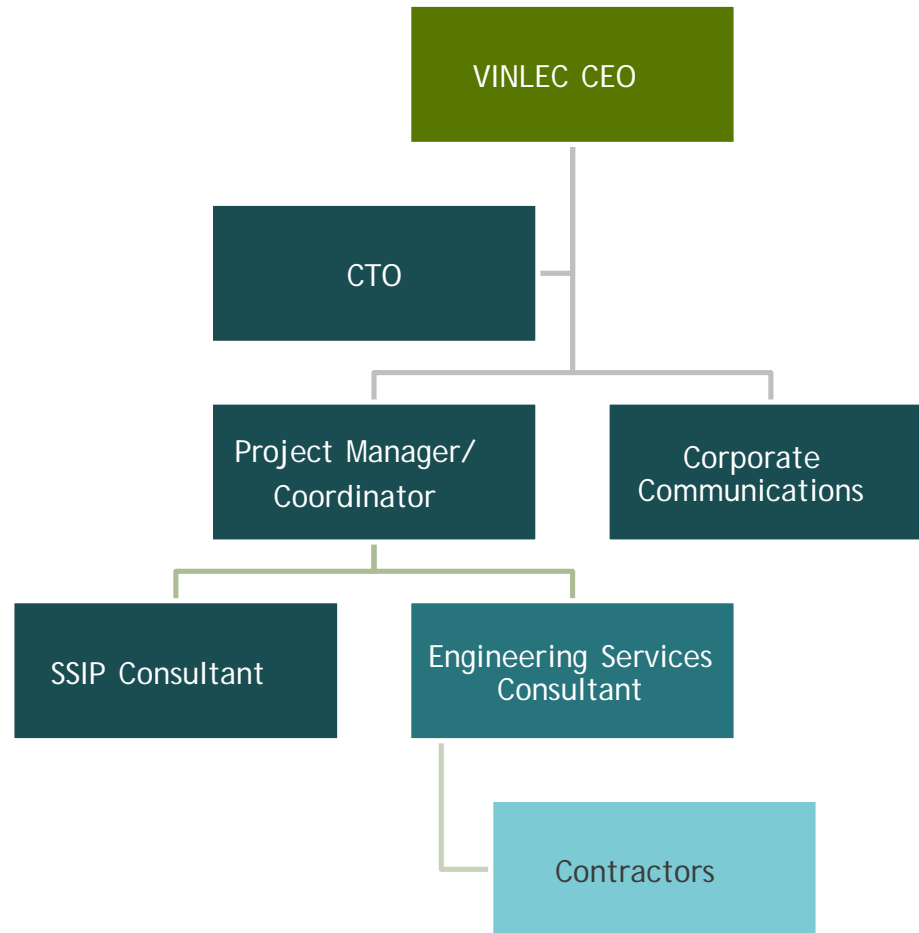 VINLEC CEO
CTO
Project Manager/
Coordinator
Corporate
Communications
SSIP Consultant
Engineering Services
Consultant
Contractors